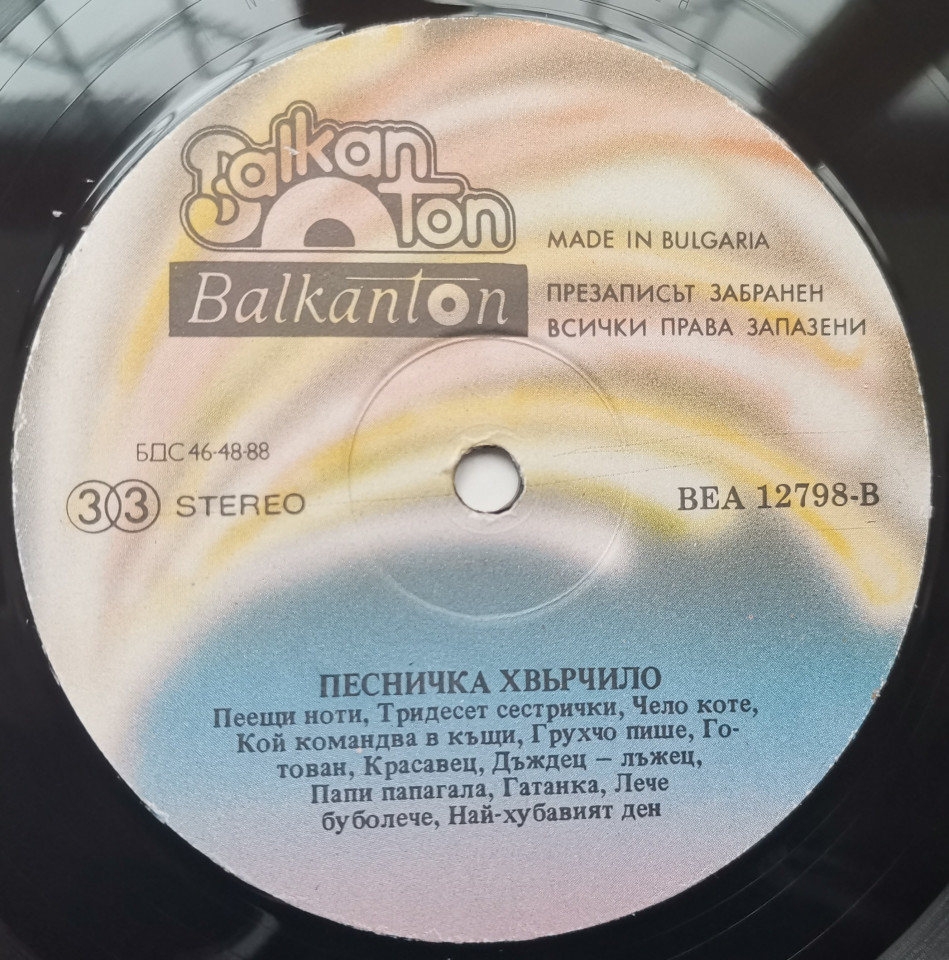 Balkan
ton
Balkanton
MADE IN BULGARIA
ПРЕЗАПИСЪТ ЗАБРАНЕН
ВСИЧКИ ПРАВА ЗАПАЗЕНИ
БДС 46-48-88
33 STEREO
ВЕА 12798-В
ПЕСНИЧКА ХВЪРЧИЛО
Пеещи ноти, Тридесет сестрички, Чело коте,
Кой командва в къщи, Грухчо пише, Го-
тован, Красавец, Дъждец – лъжец,
Папи папагала, Гатанка, Лече
буболече, Най-хубавият ден